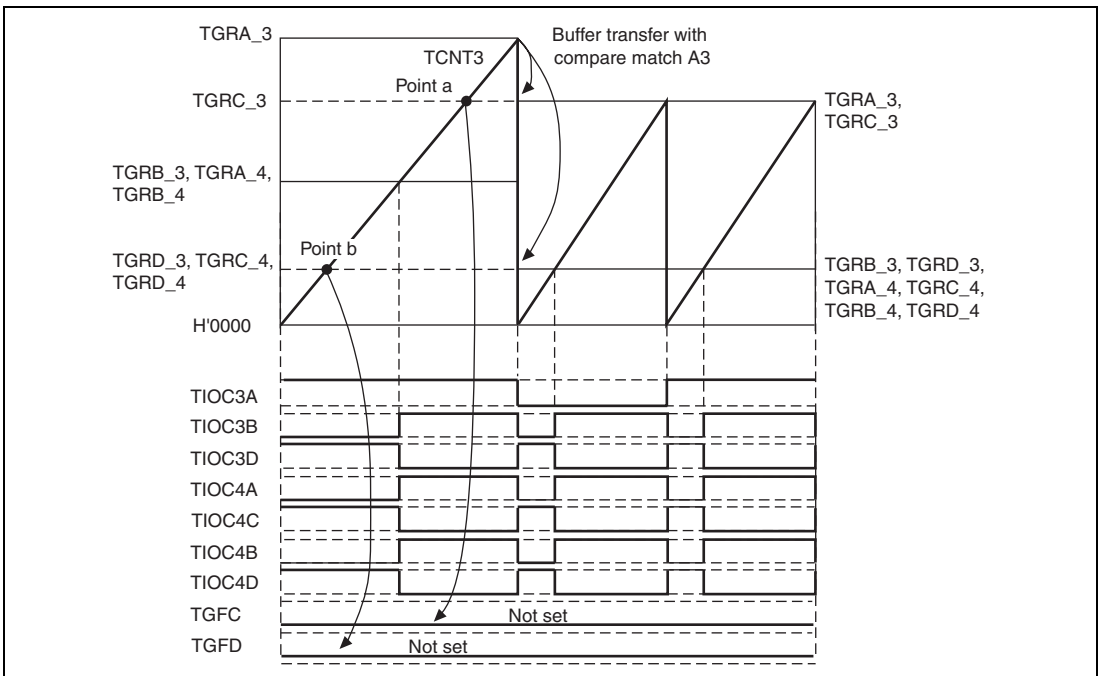 TGRA_3
TCNT3
Buffer transfer with
compare match A3
Point a
TGRC_3
TGRA_3,
TGRC_3
TGRB_3, TGRA_4,
TGRB_4
Point b
TGRD_3, TGRC_4,
TGRD_4
TGRB_3, TGRD_3,
TGRA_4, TGRC_4,
TGRB_4, TGRD_4
H'0000
TIOC3A
TIOC3B
TIOC3D
TIOC4A
TIOC4C
TIOC4B
TIOC4D
TGFC
Not set
TGFD
Not set